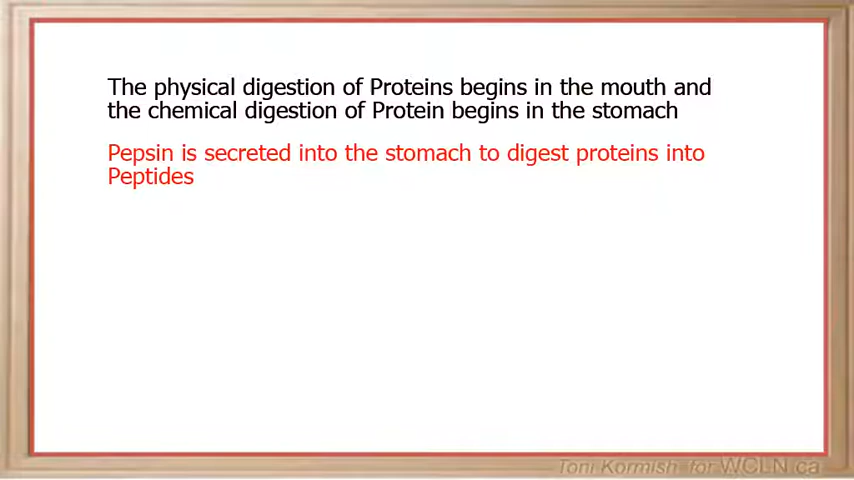 The physical digestion of Proteins begins in the mouth and
the chemical digestion of Protein begins in the stomach
Pepsin is secreted into the stomach to digest proteins into
Peptides
Toni Kormish for WCLN.ca